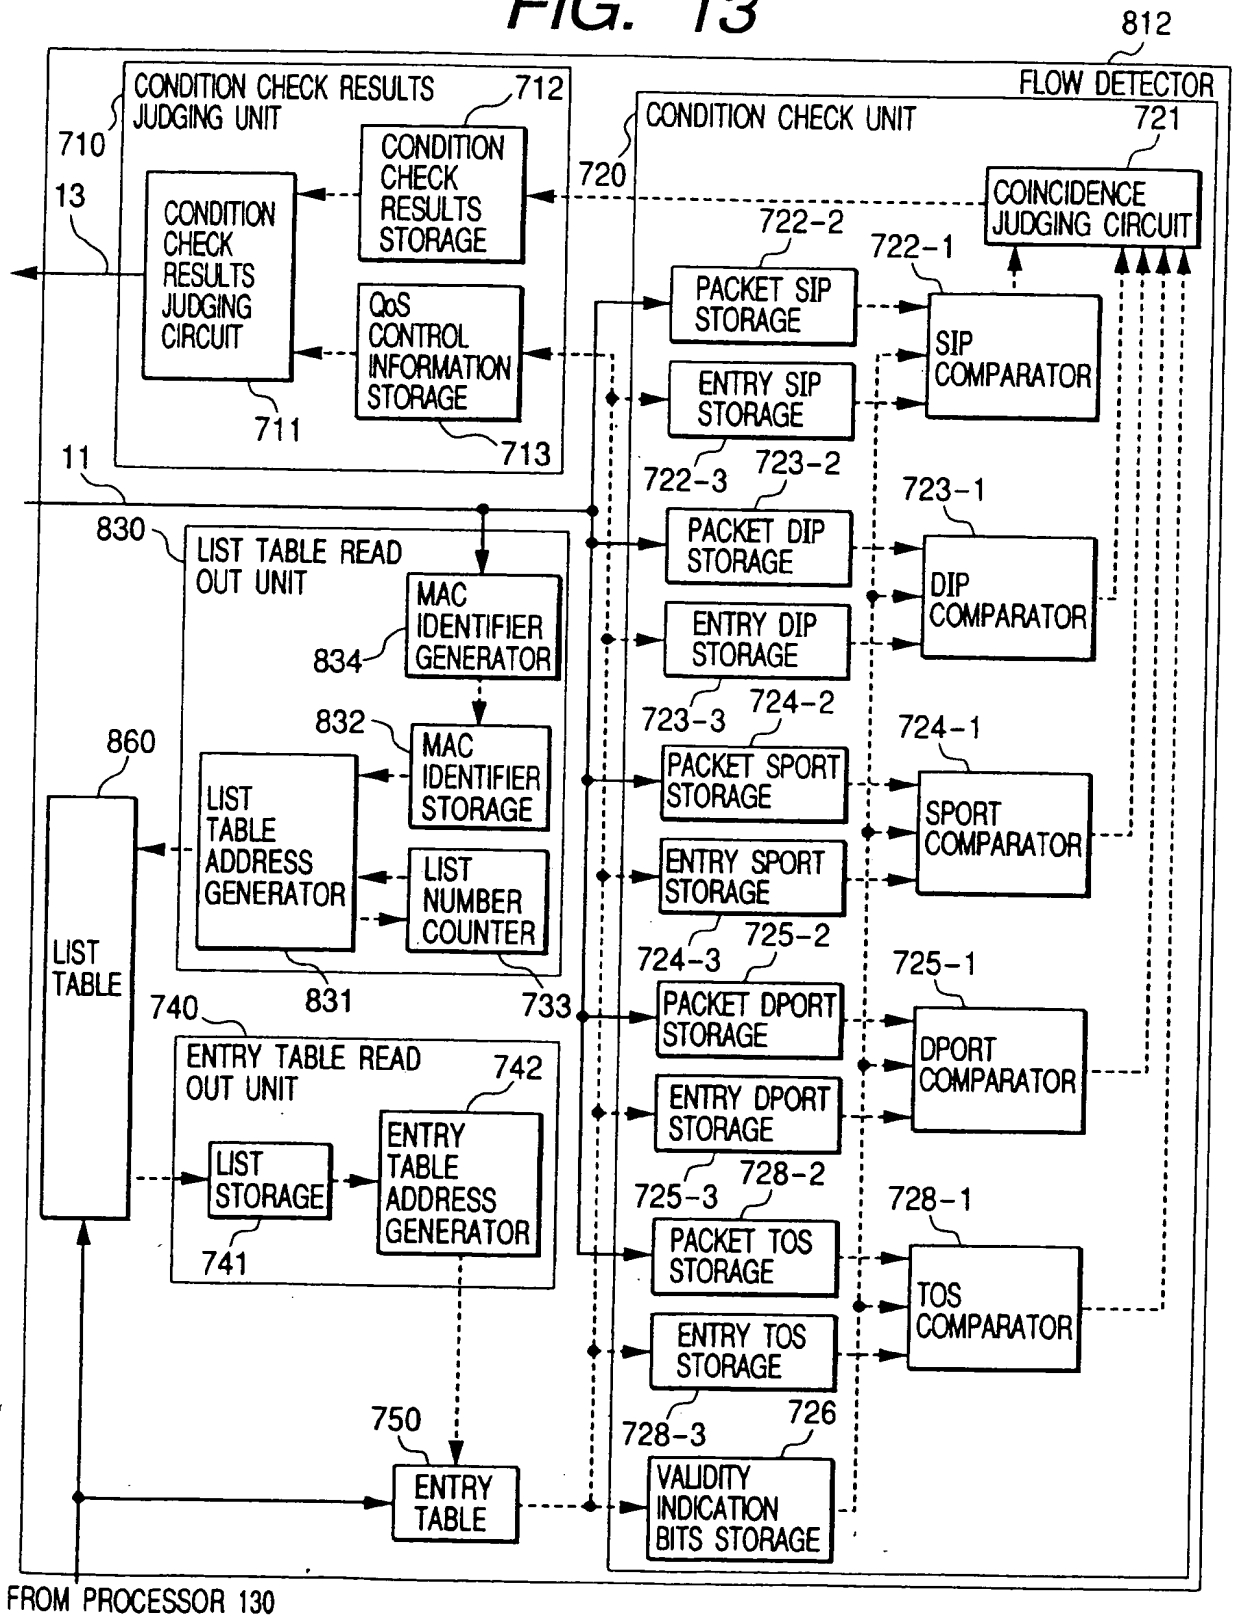 FIG. 13
812
FLOW DETECTOR
710
CONDITION CHECK RESULTS
JUDGING UNIT
712
CONDITION
CHECK
RESULTS
STORAGE
13
CONDITION
CHECK
RESULTS
JUDGING
CIRCUIT
711
QoS
CONTROL
INFORMATION
STORAGE
713
720
CONDITION CHECK UNIT
721
COINCIDENCE
JUDGING CIRCUIT
722-2
PACKET SIP
STORAGE
722-1
SIP
COMPARATOR
ENTRY SIP
STORAGE
722-3
723-2
PACKET DIP
STORAGE
723-1
DIP
COMPARATOR
ENTRY DIP
STORAGE
723-3
724-2
PACKET SPORT
STORAGE
724-1
SPORT
COMPARATOR
ENTRY SPORT
STORAGE
724-3
725-2
PACKET DPORT
STORAGE
725-1
DPORT
COMPARATOR
ENTRY DPORT
STORAGE
725-3
728-2
PACKET TOS
STORAGE
728-1
TOS
COMPARATOR
ENTRY TOS
STORAGE
728-3
726
VALIDITY
INDICATION
BITS STORAGE
11
830
LIST TABLE READ
OUT UNIT
MAC
IDENTIFIER
GENERATOR
834
832
MAC
IDENTIFIER
STORAGE
LIST
TABLE
ADDRESS
GENERATOR
831
LIST
NUMBER
COUNTER
733
860
LIST
TABLE
740
ENTRY TABLE READ
OUT UNIT
742
LIST
STORAGE
741
ENTRY
TABLE
ADDRESS
GENERATOR
750
ENTRY
TABLE
FROM PROCESSOR 130